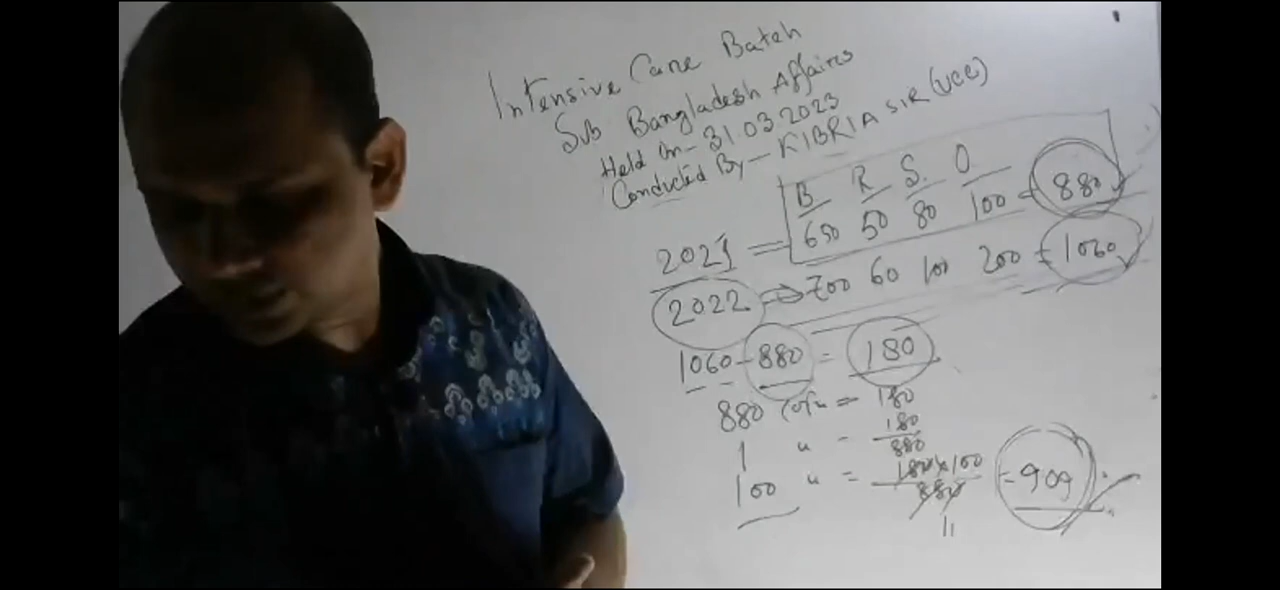 Intensive Care Batch
Sub Bangladesh Affairs
Held on - 31.03.2023
Conducted By - KIBRIA SIR (UCC)
B R S. O
2021 = 650 50 80 100 = 880
2022 => 700 60 100 200 = 1060
1060 - 880 = 180
880 = 180
1 " = 180/880
100 " = 180 x 100 / 880 = 909
11